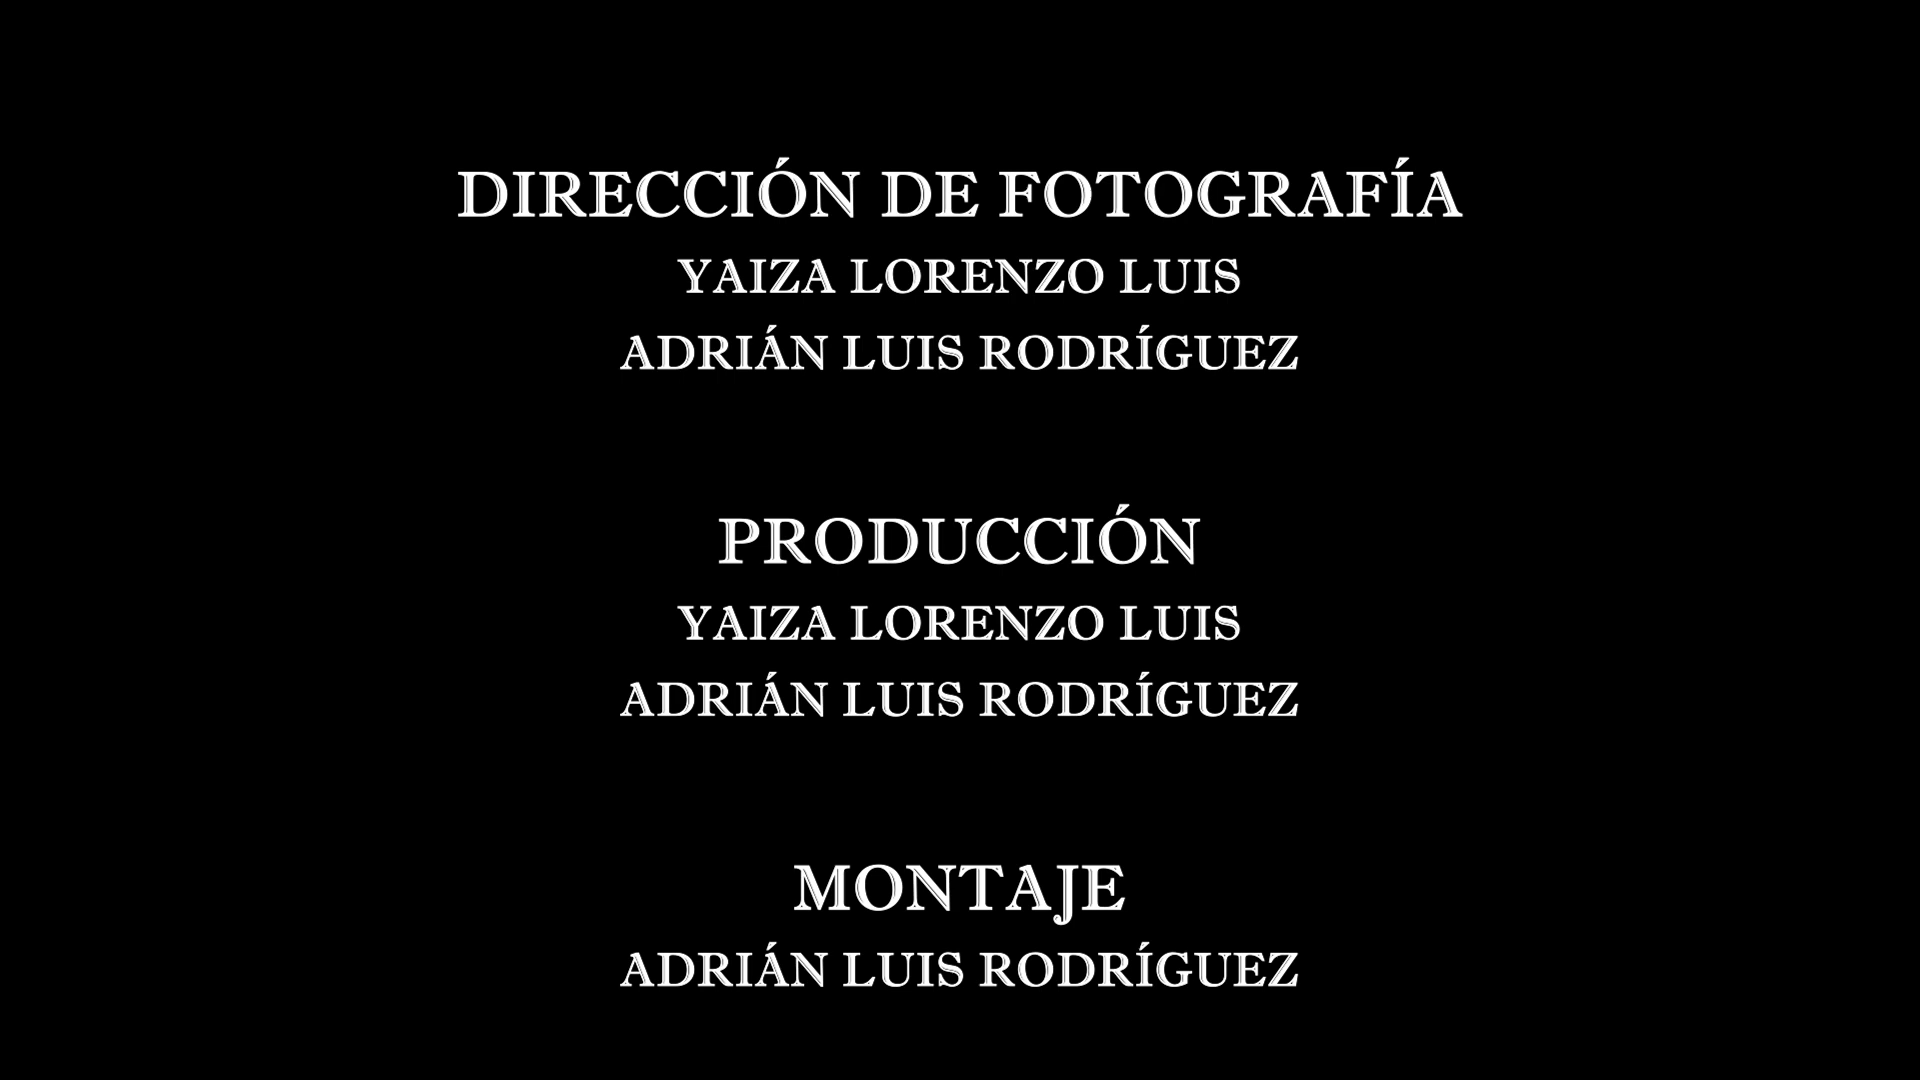 DIRECCIÓN DE FOTOGRAFÍA
YAIZA LORENZO LUIS
ADRIÁN LUIS RODRÍGUEZ
PRODUCCIÓN
YAIZA LORENZO LUIS
ADRIÁN LUIS RODRÍGUEZ
MONTAJE
ADRIÁN LUIS RODRÍGUEZ